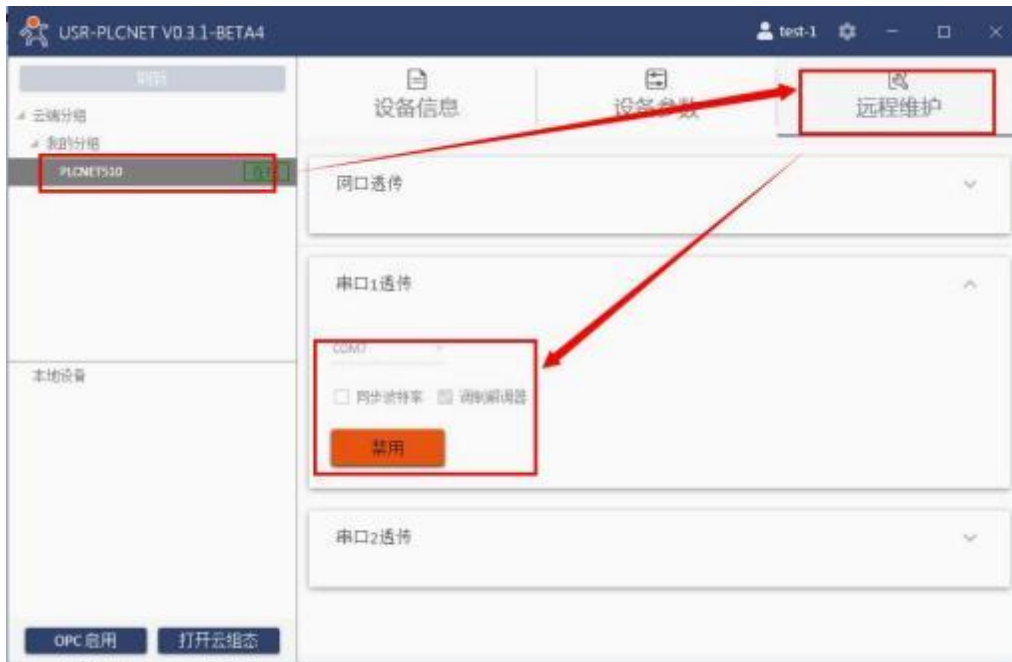 USR-PLCNET V0.3.1-BETA4
test-1
刷新
云端分组
我的分组
PLCNET510
设备信息
设备参数
远程维护
网口透传
串口1透传
COM7
同步波特率 调制解调器
禁用
串口2透传
本地设备
OPC 启用
打开云组态